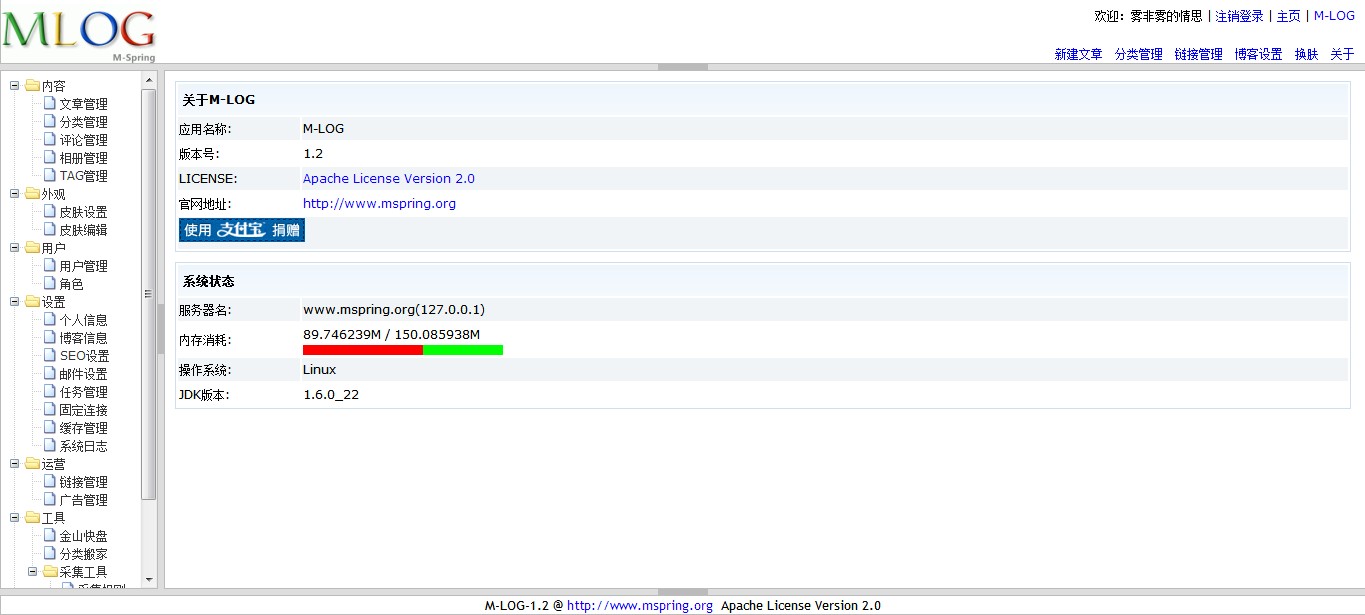 MLOG
M-Spring
欢迎: 雾非雾的情思 | 注销登录 | 主页 | M-LOG
新建文章 分类管理 链接管理 博客设置 换肤 关于
内容
文章管理
分类管理
评论管理
相册管理
TAG管理
外观
皮肤设置
皮肤编辑
用户
用户管理
角色
设置
个人信息
博客信息
SEO设置
邮件设置
任务管理
固定连接
缓存管理
系统日志
运营
链接管理
广告管理
工具
金山快盘
分类搬家
采集工具
关于M-LOG
应用名称: M-LOG
版本号: 1.2
LICENSE: Apache License Version 2.0
官网地址: http://www.mspring.org
使用 支付宝 捐赠
系统状态
服务器名: www.mspring.org(127.0.0.1)
内存消耗: 89.746239M / 150.085938M
操作系统: Linux
JDK版本: 1.6.0_22
M-LOG-1.2 @ http://www.mspring.org Apache License Version 2.0